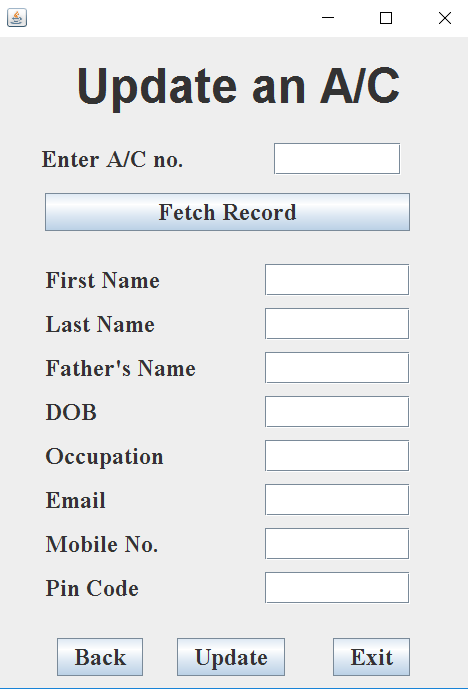 Update an A/C
Enter A/C no.
Fetch Record
First Name
Last Name
Father's Name
DOB
Occupation
Email
Mobile No.
Pin Code
Back Update Exit